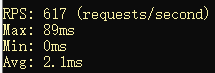 RPS: 617 (requests/second)
Max: 89ms
Min: 0ms
Avg: 2.1ms